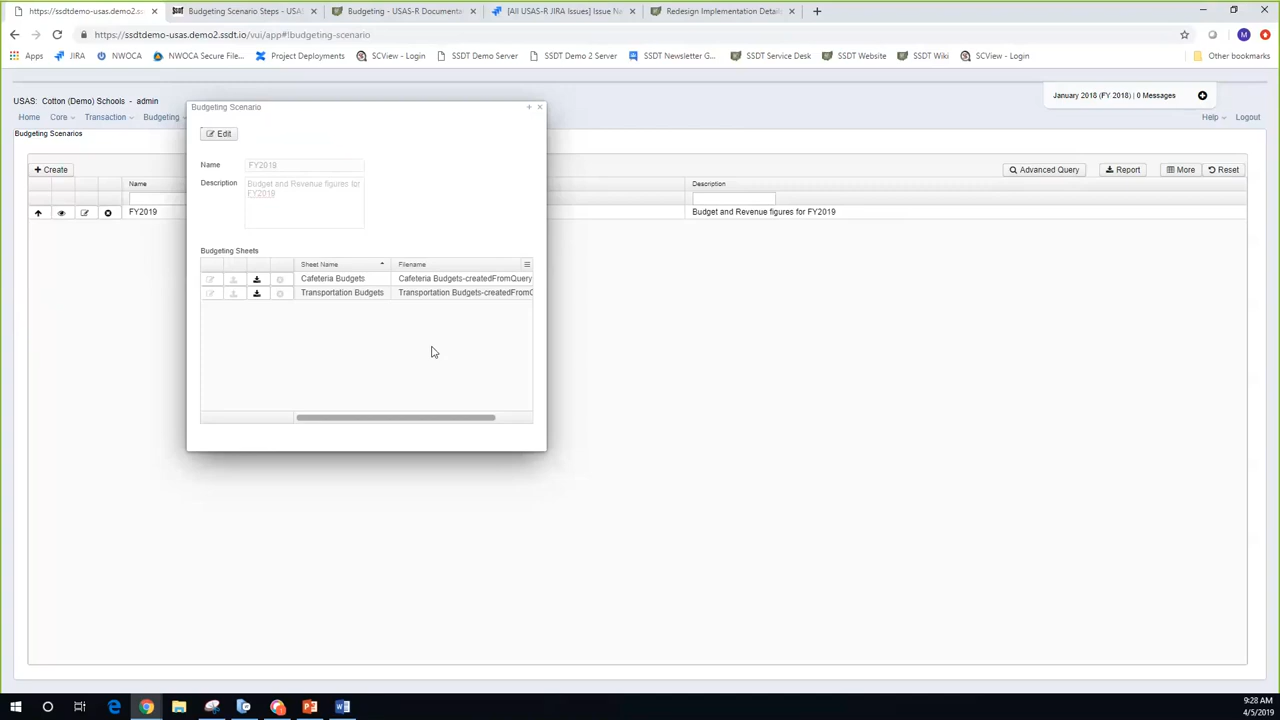 https://ssdtdemo-usas.demo2.ss
Budgeting Scenario Steps - USA
Budgeting - USAS-R Documenta
[All USAS-R JIRA Issues] Issue Na
Redesign Implementation Detail
https://ssdtdemo-usas.demo2.ssdt.io/vui/app#!budgeting-scenario
Apps JIRA NWOCA NWOCA Secure File... Project Deployments SCView - Login SSDT Demo Server SSDT Demo 2 Server SSDT Newsletter G... SSDT Service Desk SSDT Website SSDT Wiki SCView - Login Other bookmarks
USAS: Cotton (Demo) Schools - admin
January 2018 (FY 2018) | 0 Messages
Home Core Transaction Budgeting Help Logout
Budgeting Scenarios
Create Advanced Query Report More Reset
Name Description
FY2019 Budget and Revenue figures for FY2019
Budgeting Scenario
Edit
Name FY2019
Description Budget and Revenue figures for
FY2019
Budgeting Sheets
Sheet Name Filename
Cafeteria Budgets Cafeteria Budgets-createdFromQuery
Transportation Budgets Transportation Budgets-createdFromQ
9:28 AM
4/5/2019